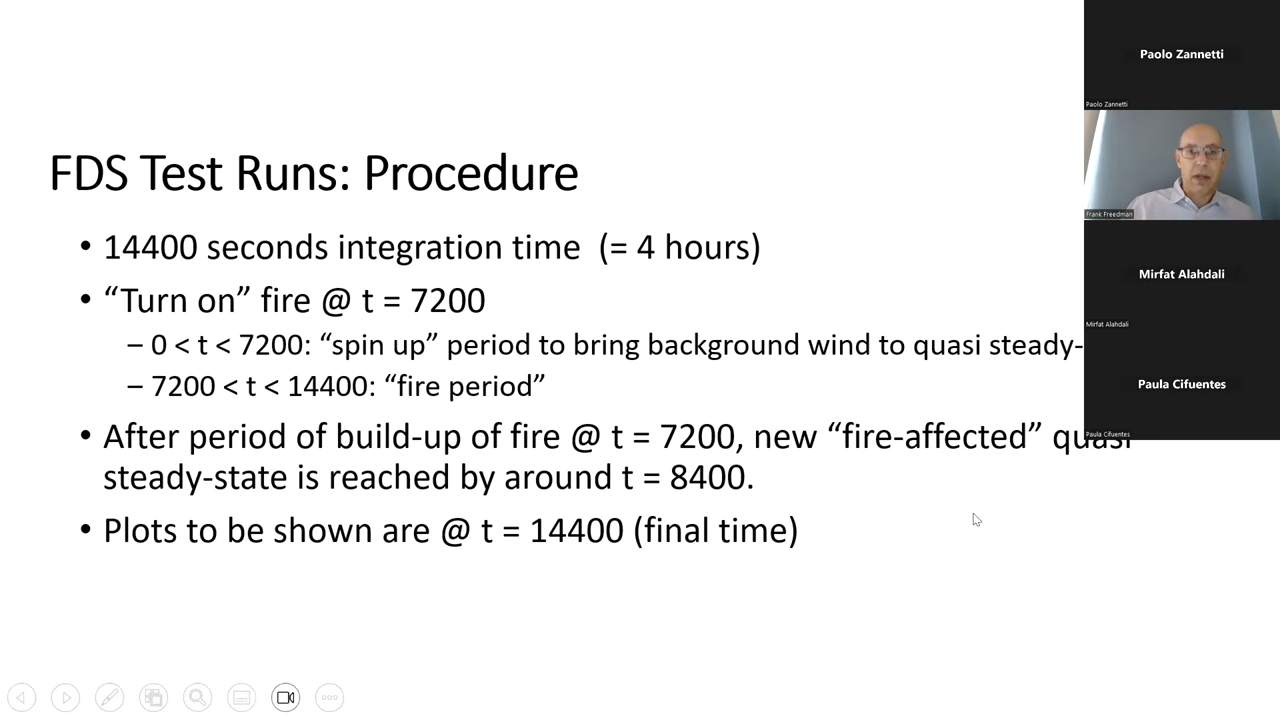 FDS Test Runs: Procedure
• 14400 seconds integration time (= 4 hours)
• “Turn on” fire @ t = 7200
– 0 < t < 7200: “spin up” period to bring background wind to quasi steady-
– 7200 < t < 14400: “fire period”
• After period of build-up of fire @ t = 7200, new “fire-affected” quasi
steady-state is reached by around t = 8400.
• Plots to be shown are @ t = 14400 (final time)
Paolo Zannetti
Paolo Zannetti
Frank Freedman
Mirfat Alahdali
Mirfat Alahdali
Paula Cifuentes
Paula Cifuentes